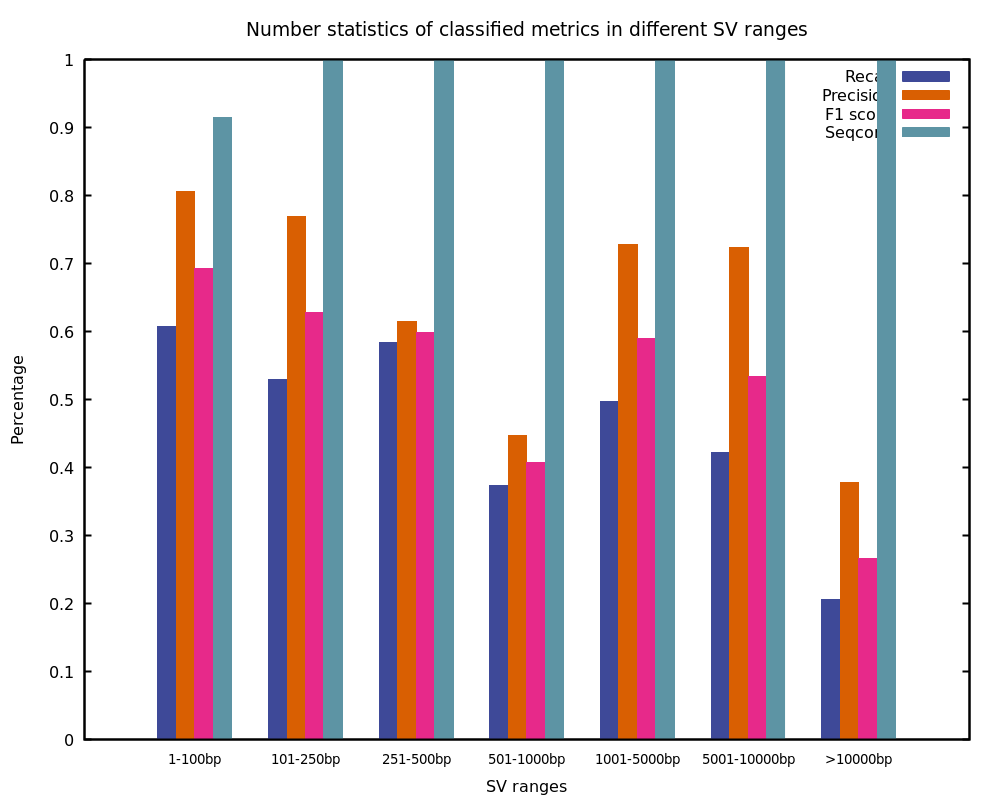 Number statistics of classified metrics in different SV ranges
1
0.9
0.8
0.7
0.6
0.5
0.4
0.3
0.2
0.1
0
Percentage
Reca
Precisio
F1 sco
Seqcon
1-100bp 101-250bp 251-500bp 501-1000bp 1001-5000bp 5001-10000bp >10000bp
SV ranges